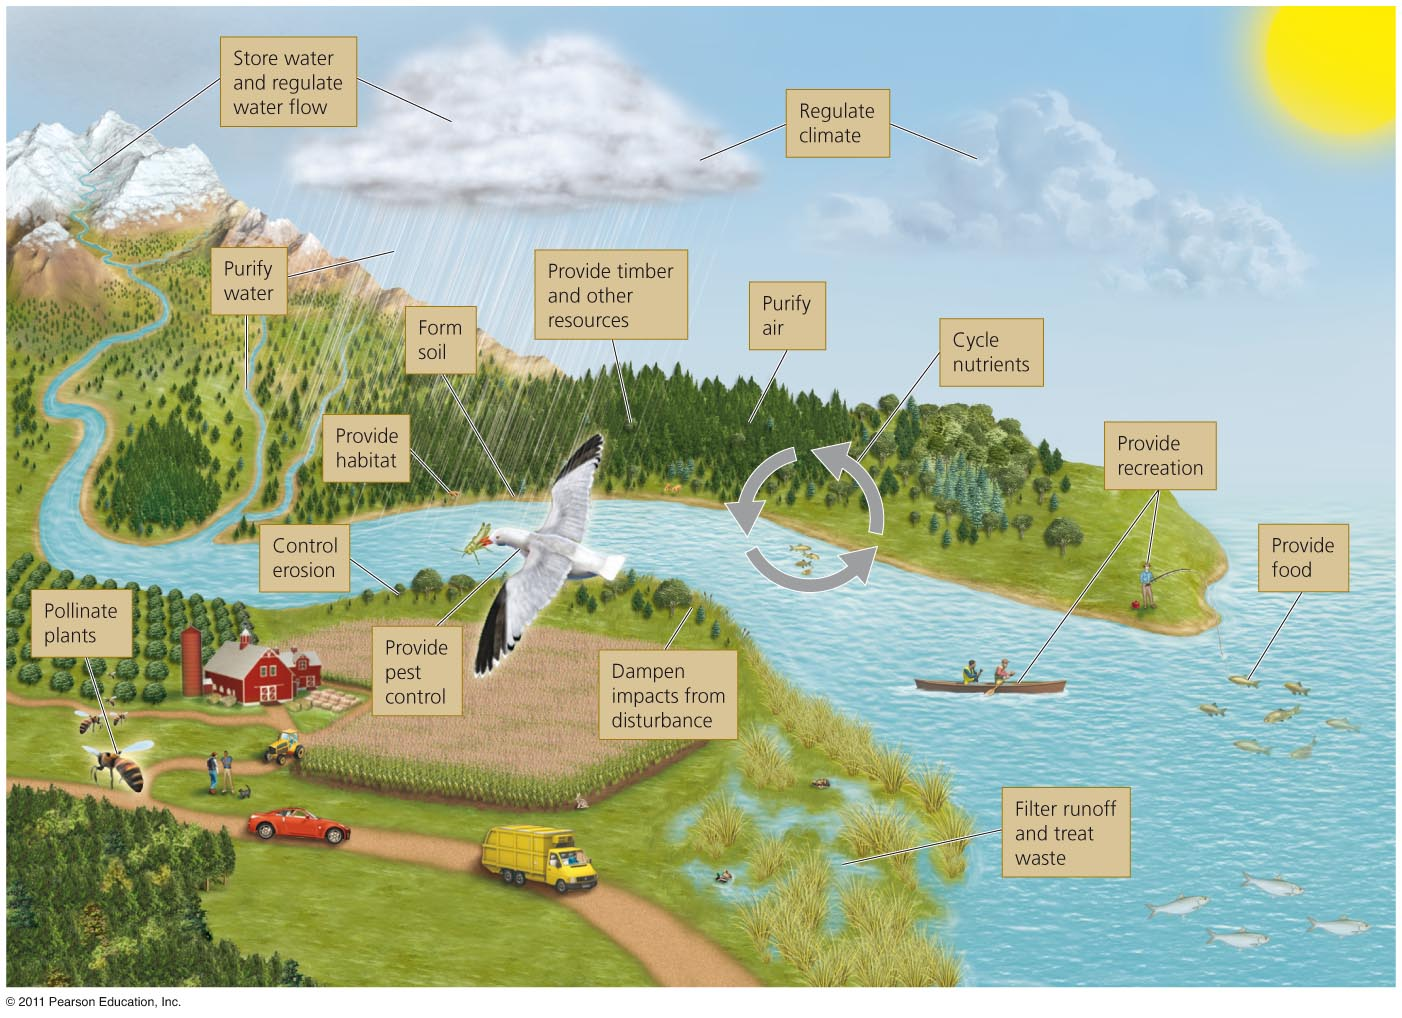 Store water
and regulate
water flow
Regulate
climate
Purify
water
Provide timber
and other
resources
Purify
air
Form
soil
Cycle
nutrients
Provide
habitat
Provide
recreation
Control
erosion
Provide
food
Pollinate
plants
Provide
pest
control
Dampen
impacts from
disturbance
Filter runoff
and treat
waste
© 2011 Pearson Education, Inc.